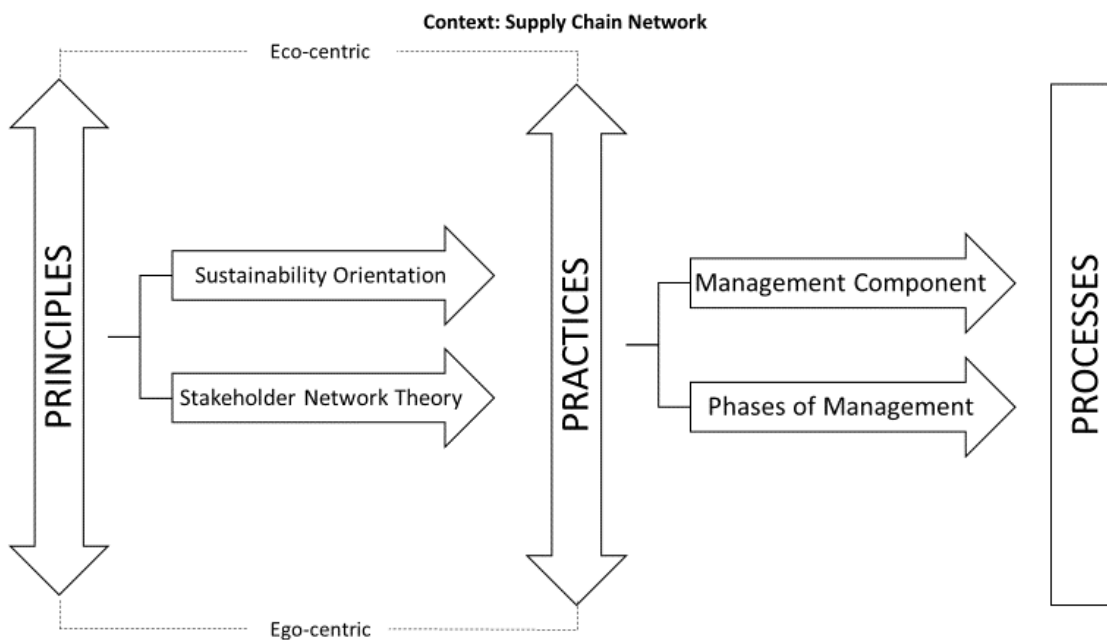 Context: Supply Chain Network
Eco-centric
PRINCIPLES
Sustainability Orientation
Stakeholder Network Theory
PRACTICES
Management Component
Phases of Management
PROCESSES
Ego-centric